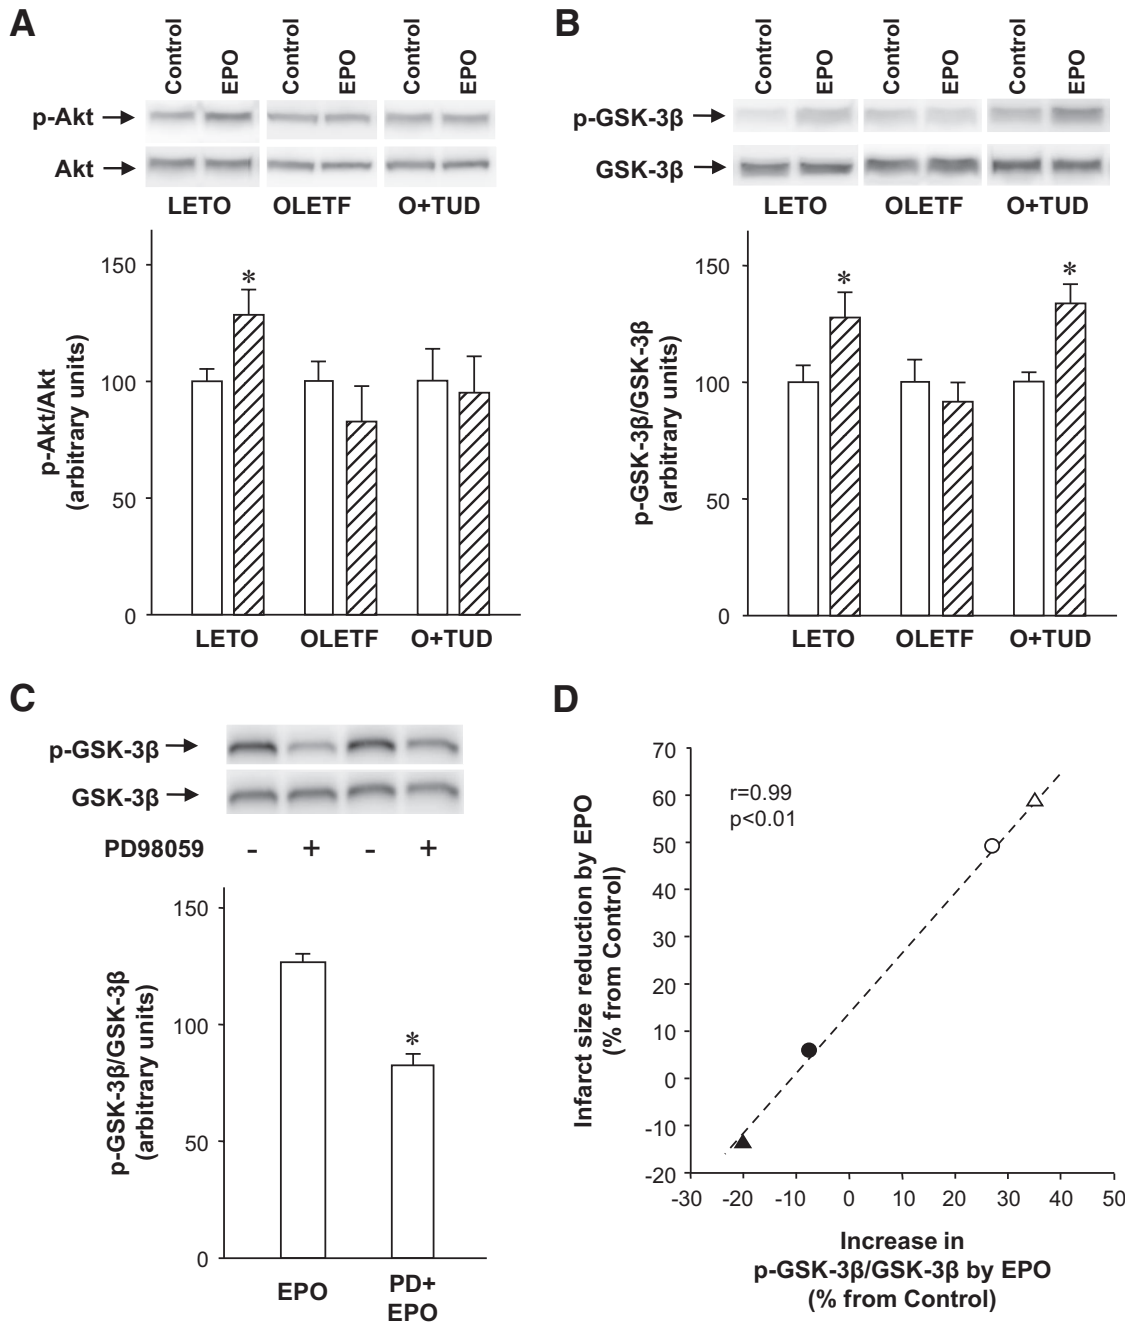 A
Control
EPO
Control
EPO
Control
EPO
p-Akt
Akt
LETO
OLETF
O+TUD
p-Akt/Akt
(arbitrary units)
150
100
50
0
*
LETO
OLETF
O+TUD
B
Control
EPO
Control
EPO
Control
EPO
p-GSK-3β
GSK-3β
LETO
OLETF
O+TUD
p-GSK-3β/GSK-3β
(arbitrary units)
150
100
50
0
*
*
LETO
OLETF
O+TUD
C
p-GSK-3β
GSK-3β
PD98059 - + - +
p-GSK-3β/GSK-3β
(arbitrary units)
150
100
50
0
*
EPO
PD+
EPO
D
Infarct size reduction by EPO
(% from Control)
70
60
50
40
30
20
10
0
-10
-20
r=0.99
p<0.01
-30 -20 -10 0 10 20 30 40 50
Increase in
p-GSK-3β/GSK-3β by EPO
(% from Control)